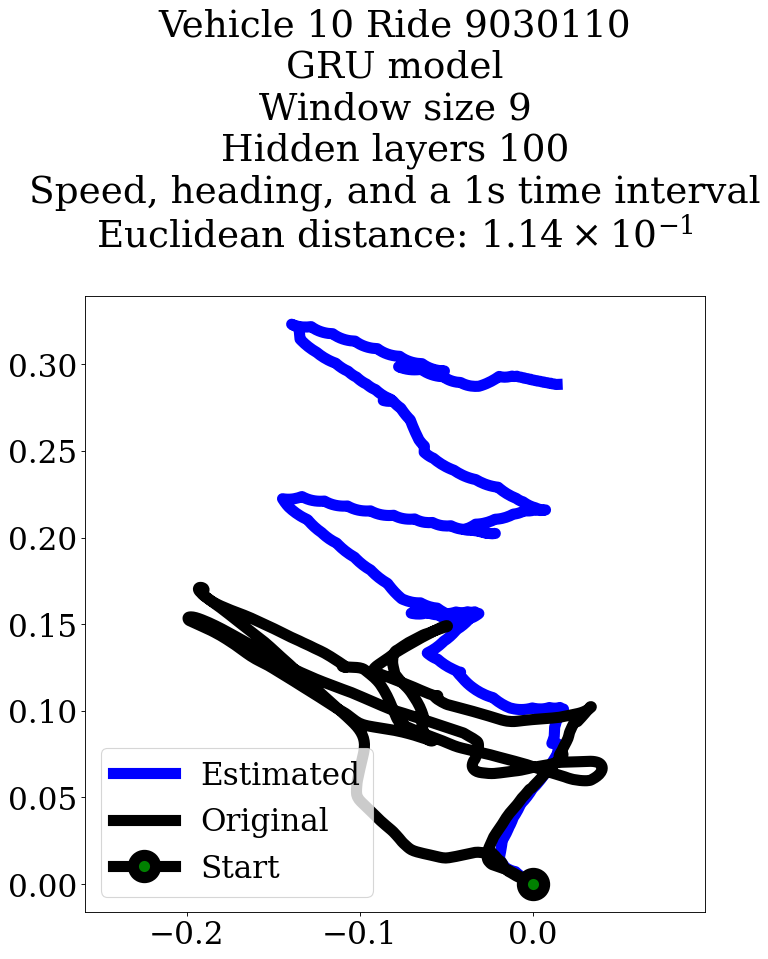 Vehicle 10 Ride 9030110
GRU model
Window size 9
Hidden layers 100
Speed, heading, and a 1s time interval
Euclidean distance: 1.14 × 10⁻¹
0.30
0.25
0.20
0.15
0.10
0.05
0.00
Estimated
Original
Start
−0.2 −0.1 0.0